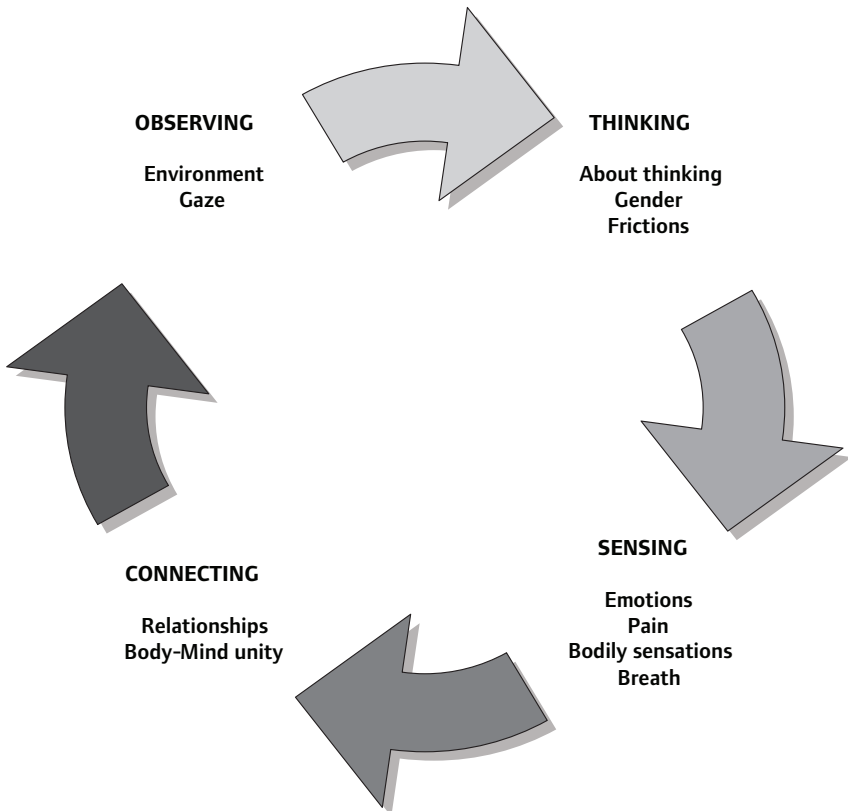 OBSERVING
Environment
Gaze
THINKING
About thinking
Gender
Frictions
SENSING
Emotions
Pain
Bodily sensations
Breath
CONNECTING
Relationships
Body-Mind unity